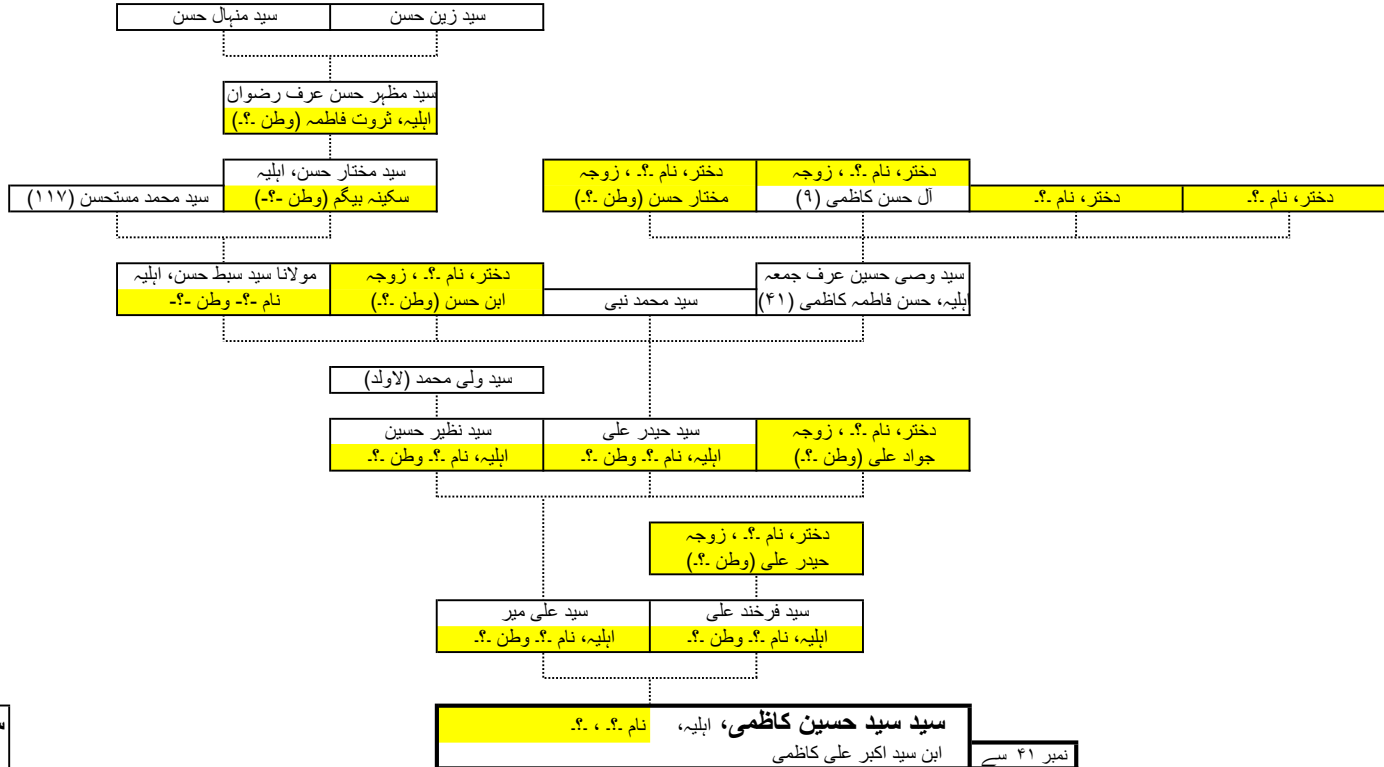 سید زین حسن
سید منہال حسن
سید مظہر حسن عرف رضوان
اہلیہ، ثروت فاطمہ (وطن ـ؟ـ)
دختر، نام ـ؟ـ
دختر، نام ـ؟ـ
دختر، نام ـ؟ـ ، زوجہ
آل حسن کاظمی (۹)
دختر، نام ـ؟ـ ، زوجہ
مختار حسن (وطن ـ؟ـ)
سید مختار حسن، اہلیہ
سکینہ بیگم (وطن -؟-)
سید محمد مستحسن (۱۱۷)
سید وصی حسین عرف جمعہ
اہلیہ، حسن فاطمہ کاظمی (۴۱)
سید محمد نبی
دختر، نام ـ؟ـ ، زوجہ
ابن حسن (وطن ـ؟ـ)
مولانا سید سبط حسن، اہلیہ
نام -؟- وطن -؟-
سید ولی محمد (لاولد)
دختر، نام ـ؟ـ ، زوجہ
جواد علی (وطن ـ؟ـ)
سید حیدر علی
اہلیہ، نام ـ؟ـ وطن ـ؟ـ
سید نظیر حسین
اہلیہ، نام ـ؟ـ وطن ـ؟ـ
دختر، نام ـ؟ـ ، زوجہ
حیدر علی (وطن ـ؟ـ)
سید فرخند علی
اہلیہ، نام ـ؟ـ وطن ـ؟ـ
سید علی میر
اہلیہ، نام ـ؟ـ وطن ـ؟ـ
سید سید حسین کاظمی، اہلیہ، نام ـ؟ـ ، ـ؟ـ
ابن سید اکبر علی کاظمی
نمبر ۴۱ سے